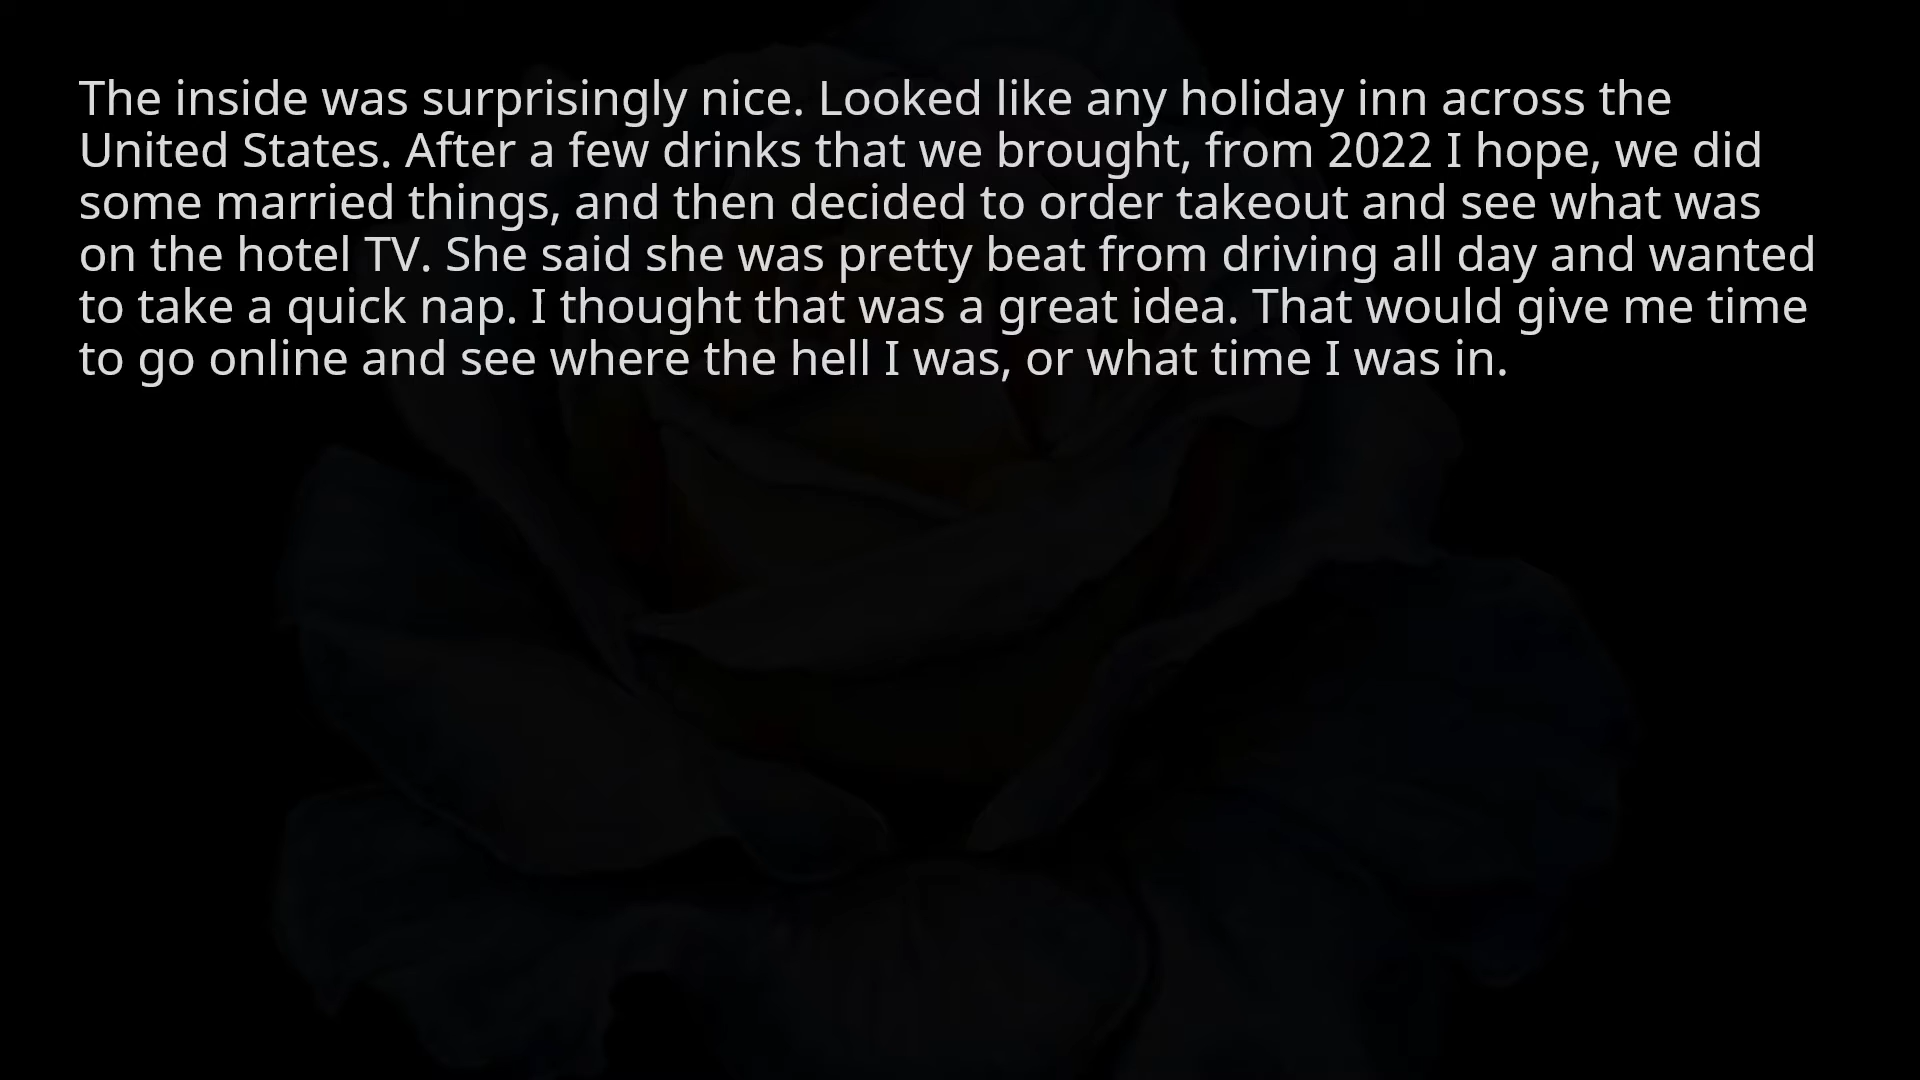 The inside was surprisingly nice. Looked like any holiday inn across the
United States. After a few drinks that we brought, from 2022 I hope, we did
some married things, and then decided to order takeout and see what was
on the hotel TV. She said she was pretty beat from driving all day and wanted
to take a quick nap. I thought that was a great idea. That would give me time
to go online and see where the hell I was, or what time I was in.